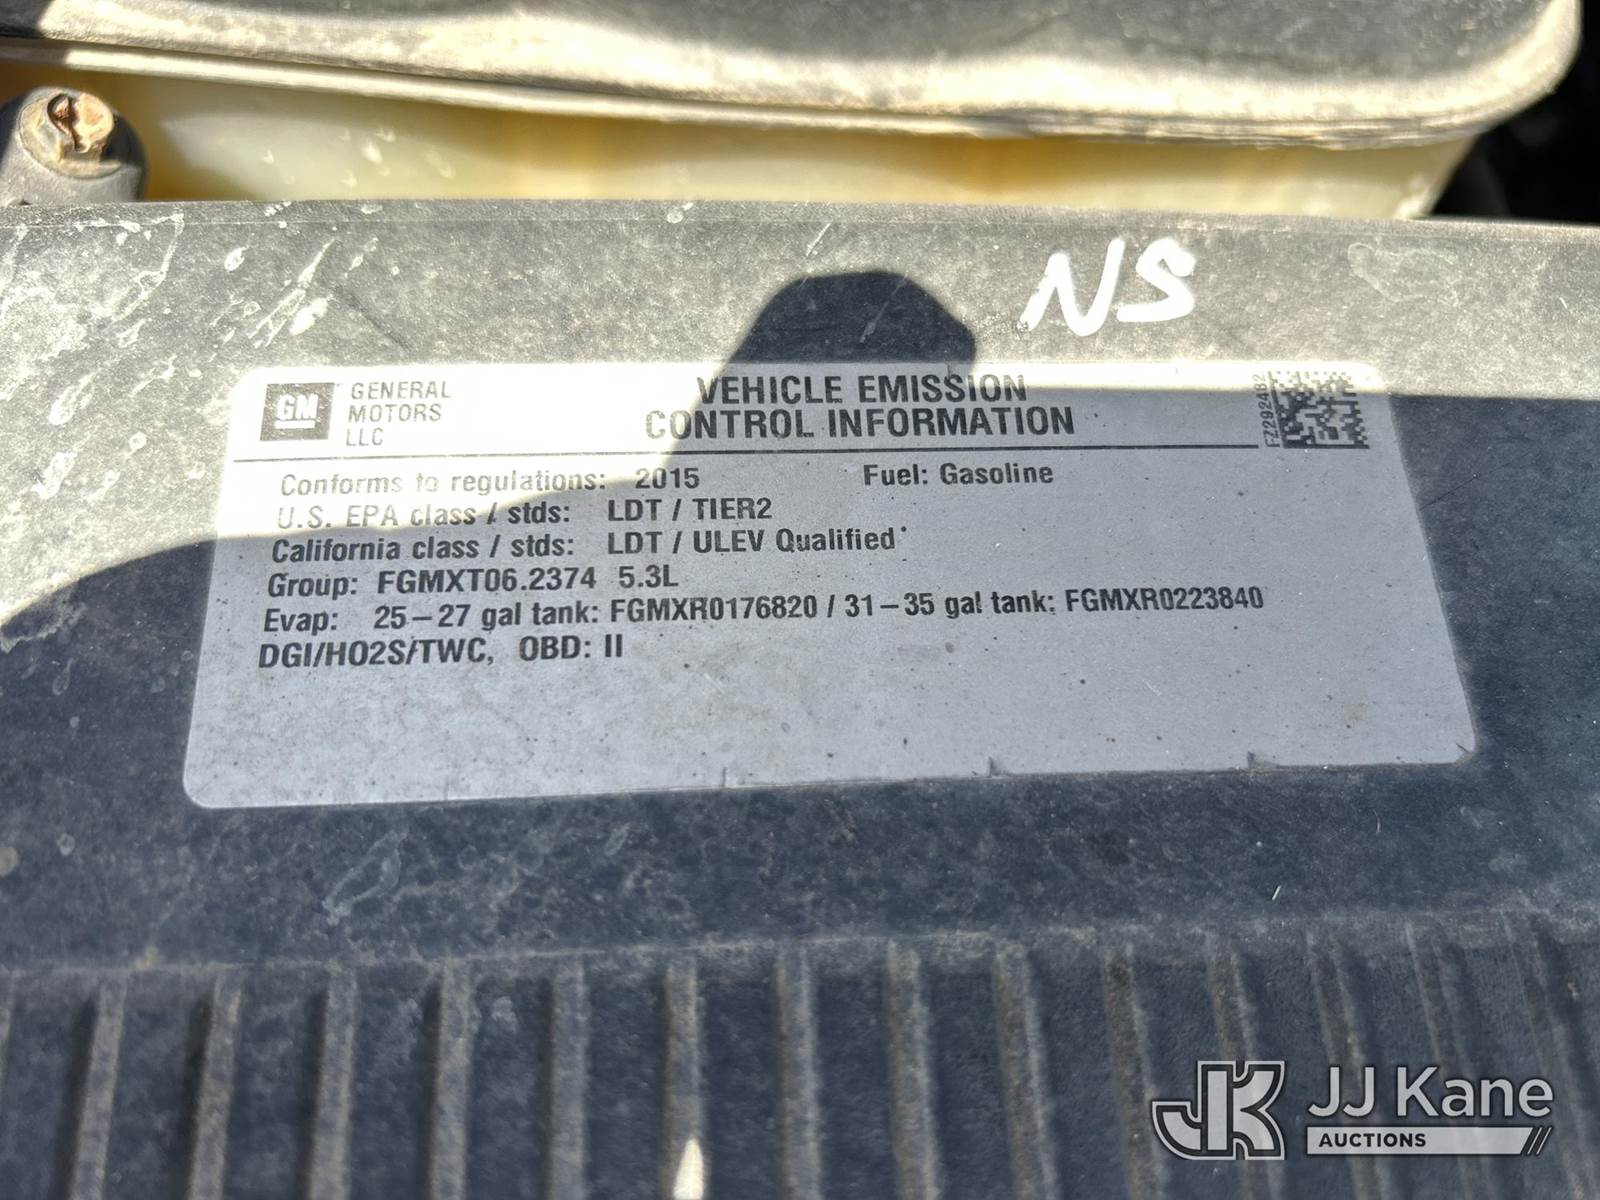 NS
GM
GENERAL
MOTORS
LLC
VEHICLE EMISSION
CONTROL INFORMATION
FZ292482
Conforms to regulations: 2015 Fuel: Gasoline
U.S. EPA class / stds: LDT / TIER2
California class / stds: LDT / ULEV Qualified*
Group: FGMXT06.2374 5.3L
Evap: 25-27 gal tank: FGMXR0176820 / 31-35 gal tank: FGMXR0223840
DGI/HO2S/TWC, OBD: II
JK JJ Kane
AUCTIONS